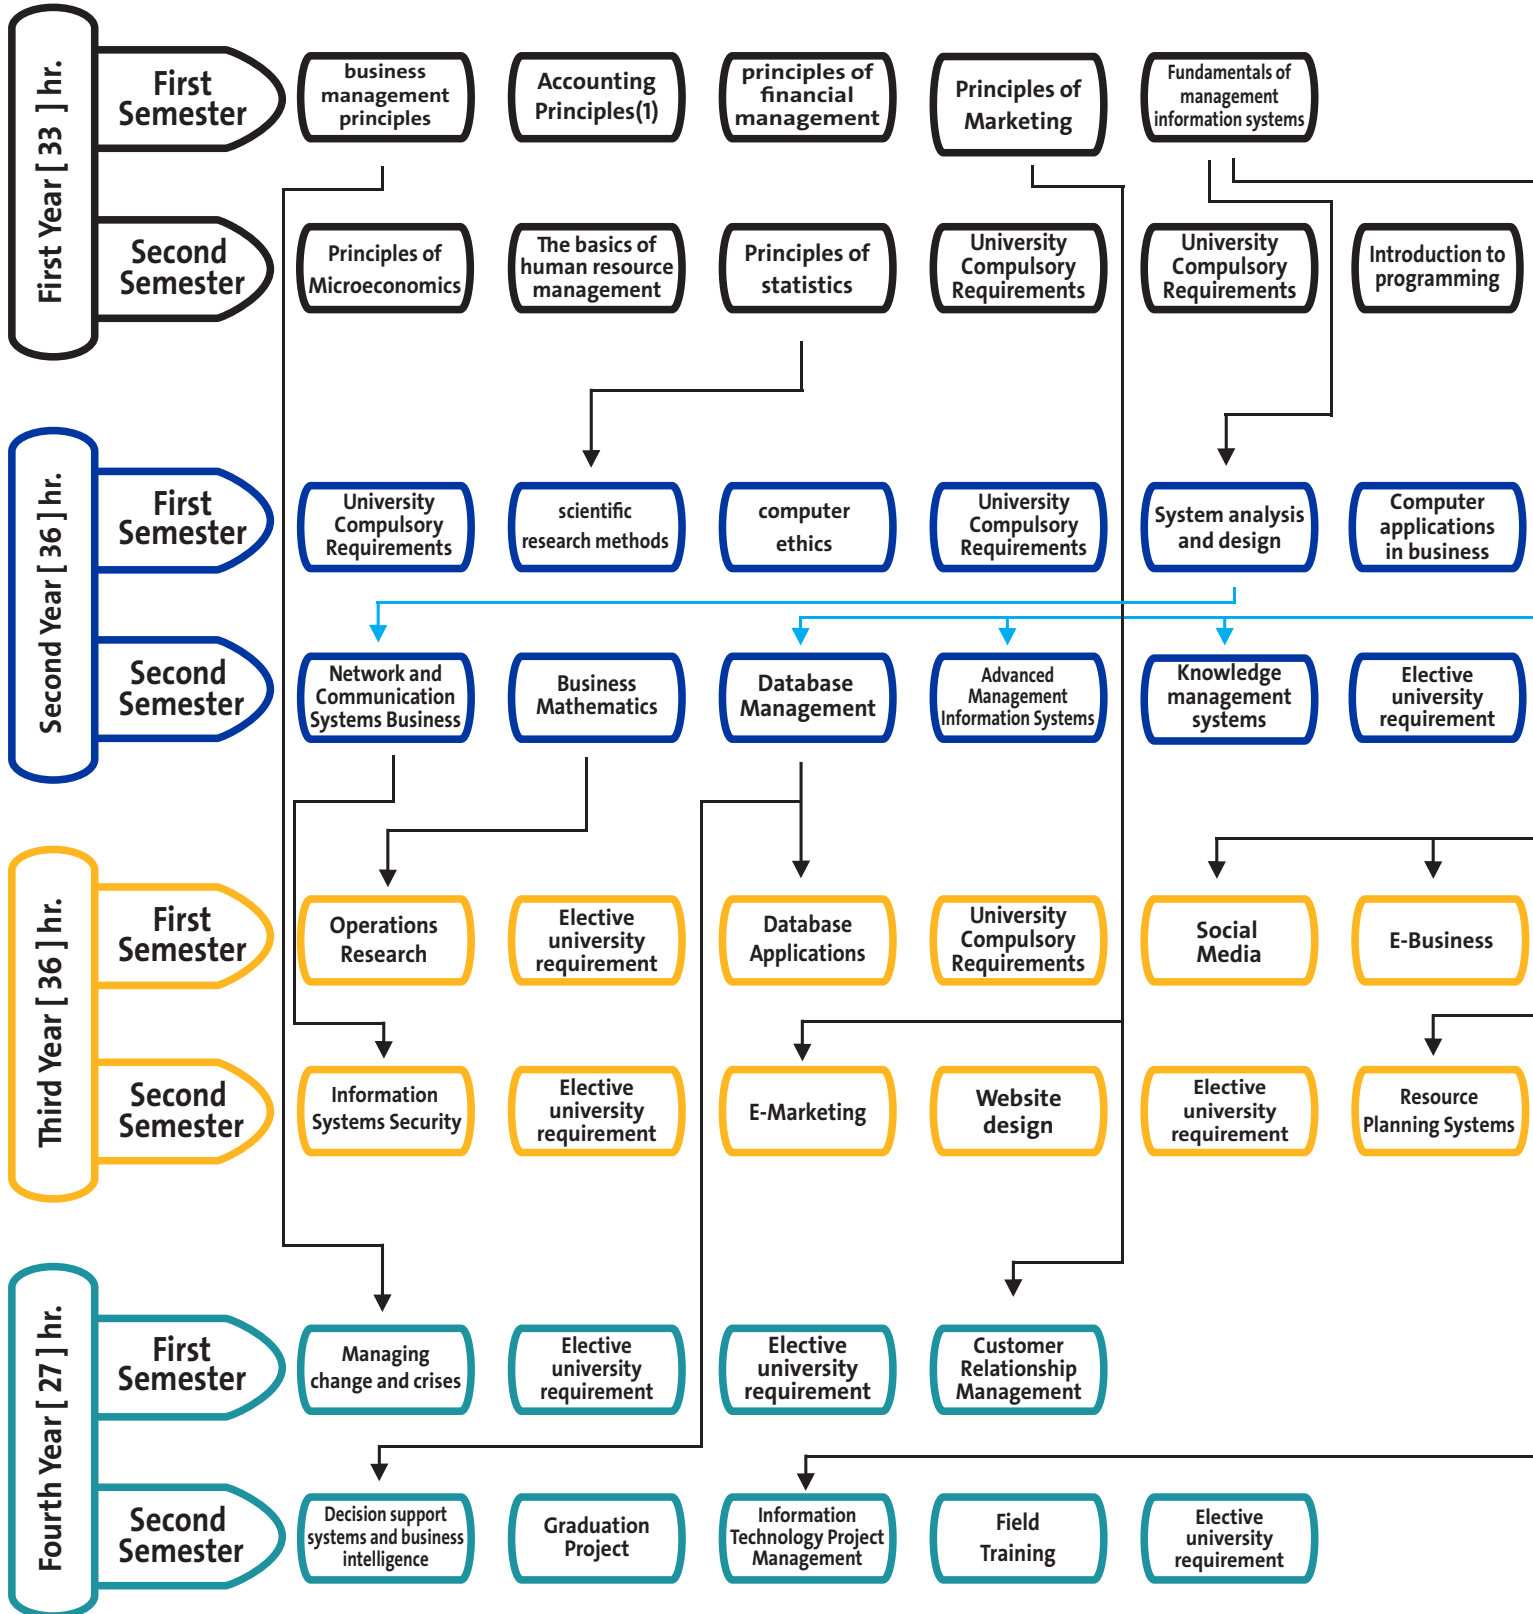 First Year [ 33 ] hr.
First
Semester
business
management
principles
Accounting
Principles(1)
principles of
financial
management
Principles of
Marketing
Fundamentals of
management
information systems
Second
Semester
Principles of
Microeconomics
The basics of
human resource
management
Principles of
statistics
University
Compulsory
Requirements
University
Compulsory
Requirements
Introduction to
programming
Second Year [ 36 ] hr.
First
Semester
University
Compulsory
Requirements
scientific
research methods
computer
ethics
University
Compulsory
Requirements
System analysis
and design
Computer
applications
in business
Second
Semester
Network and
Communication
Systems Business
Business
Mathematics
Database
Management
Advanced
Management
Information Systems
Knowledge
management
systems
Elective
university
requirement
Third Year [ 36 ] hr.
First
Semester
Operations
Research
Elective
university
requirement
Database
Applications
University
Compulsory
Requirements
Social
Media
E-Business
Second
Semester
Information
Systems Security
Elective
university
requirement
E-Marketing
Website
design
Elective
university
requirement
Resource
Planning Systems
Fourth Year [ 27 ] hr.
First
Semester
Managing
change and crises
Elective
university
requirement
Elective
university
requirement
Customer
Relationship
Management
Second
Semester
Decision support
systems and business
intelligence
Graduation
Project
Information
Technology Project
Management
Field
Training
Elective
university
requirement